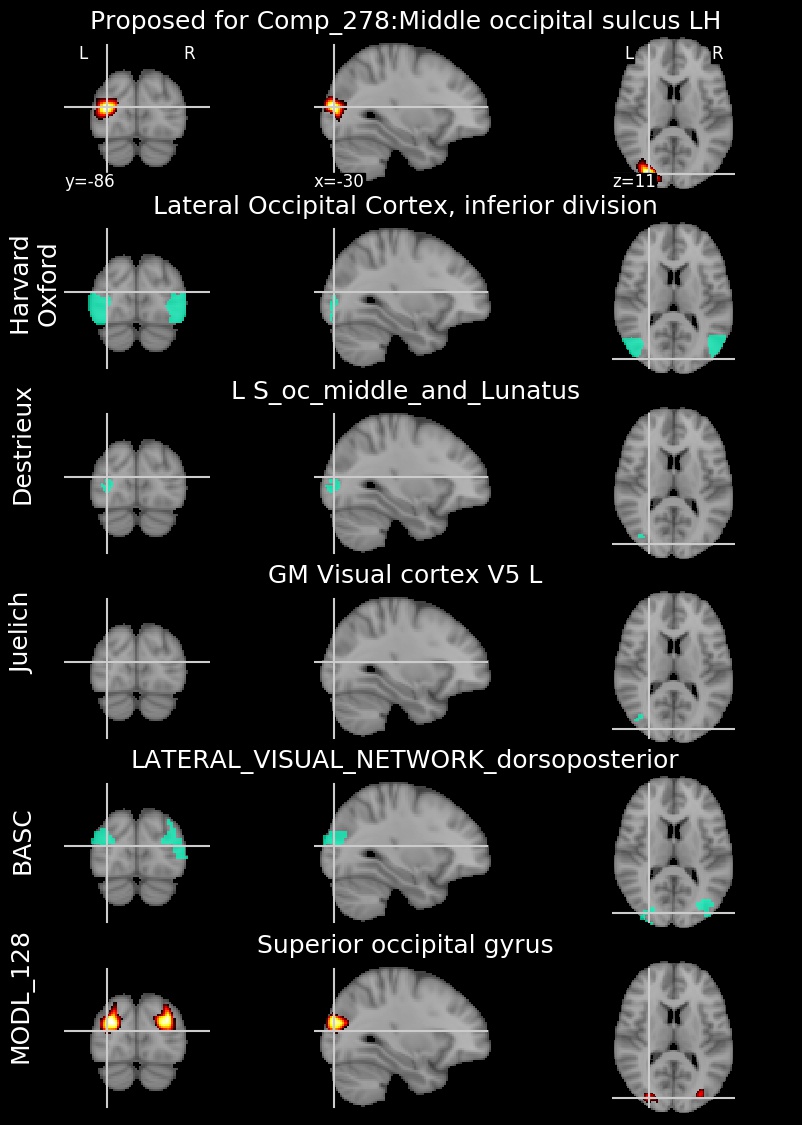 Proposed for Comp_278:Middle occipital sulcus LH
L R L R
y=-86 x=-30 z=11
Lateral Occipital Cortex, inferior division
Harvard
Oxford
L S_oc_middle_and_Lunatus
Destrieux
GM Visual cortex V5 L
Juelich
LATERAL_VISUAL_NETWORK_dorsoposterior
BASC
Superior occipital gyrus
MODL_128